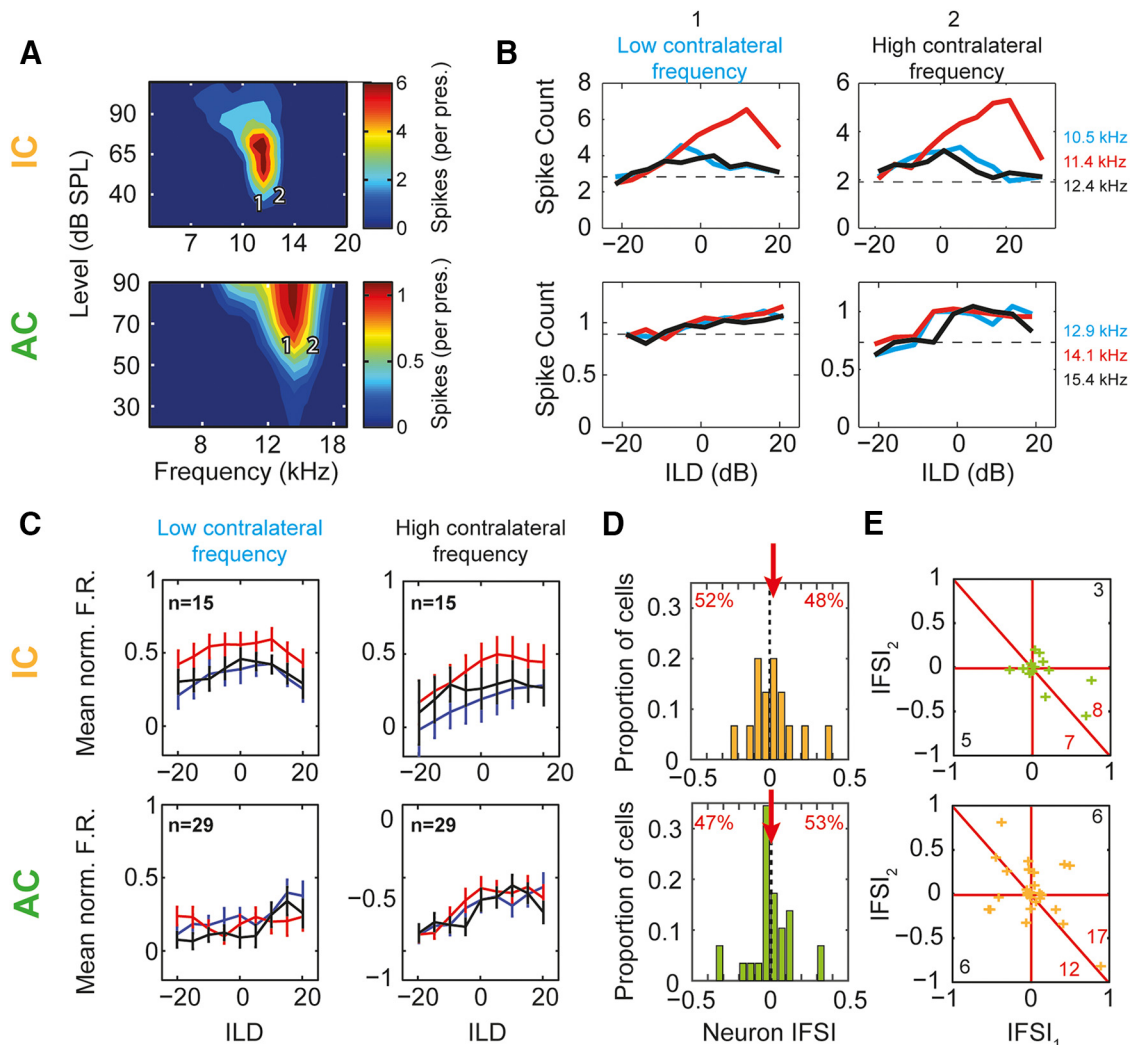 A
IC
AC
Level (dB SPL)
90
65
40
7 10 14 20
1 2
6
4
2
0
Spikes (per pres.)
90
70
50
30
8 12 18
1 2
1
0.5
0
Spikes (per pres.)
Frequency (kHz)
B
1
Low contralateral
frequency
2
High contralateral
frequency
Spike Count
8
6
4
2
0
−20 0 20
6
4
2
0
−20 0 20
10.5 kHz
11.4 kHz
12.4 kHz
Spike Count
1
0.5
0
−20 0 20
ILD (dB)
1
0.5
0
−20 0 20
ILD (dB)
12.9 kHz
14.1 kHz
15.4 kHz
C
Low contralateral
frequency
High contralateral
frequency
IC
Mean norm. F.R.
1
0.5
0
n=15
−20 0 20
1
0.5
0
n=15
−20 0 20
AC
Mean norm. F.R.
1
0.5
0
n=29
−20 0 20
ILD
0
−0.5
−1
n=29
−20 0 20
ILD
D
Proportion of cells
0.3
0.2
0.1
0
52% 48%
−0.5 0 0.5
Proportion of cells
0.3
0.2
0.1
0
47% 53%
−0.5 0 0.5
Neuron IFSI
E
IFSI2
1
0.5
0
−0.5
−1
3
8
5 7
−1 0 1
IFSI2
1
0.5
0
−0.5
−1
6
17
6 12
−1 0 1
IFSI1